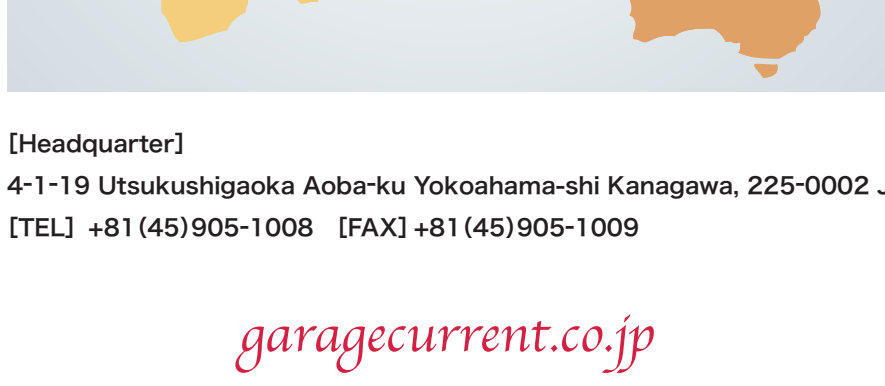 [Headquarter]
4-1-19 Utsukushigaoka Aoba-ku Yokoahama-shi Kanagawa, 225-0002
[TEL] +81(45)905-1008 [FAX] +81(45)905-1009
garagecurrent.co.jp